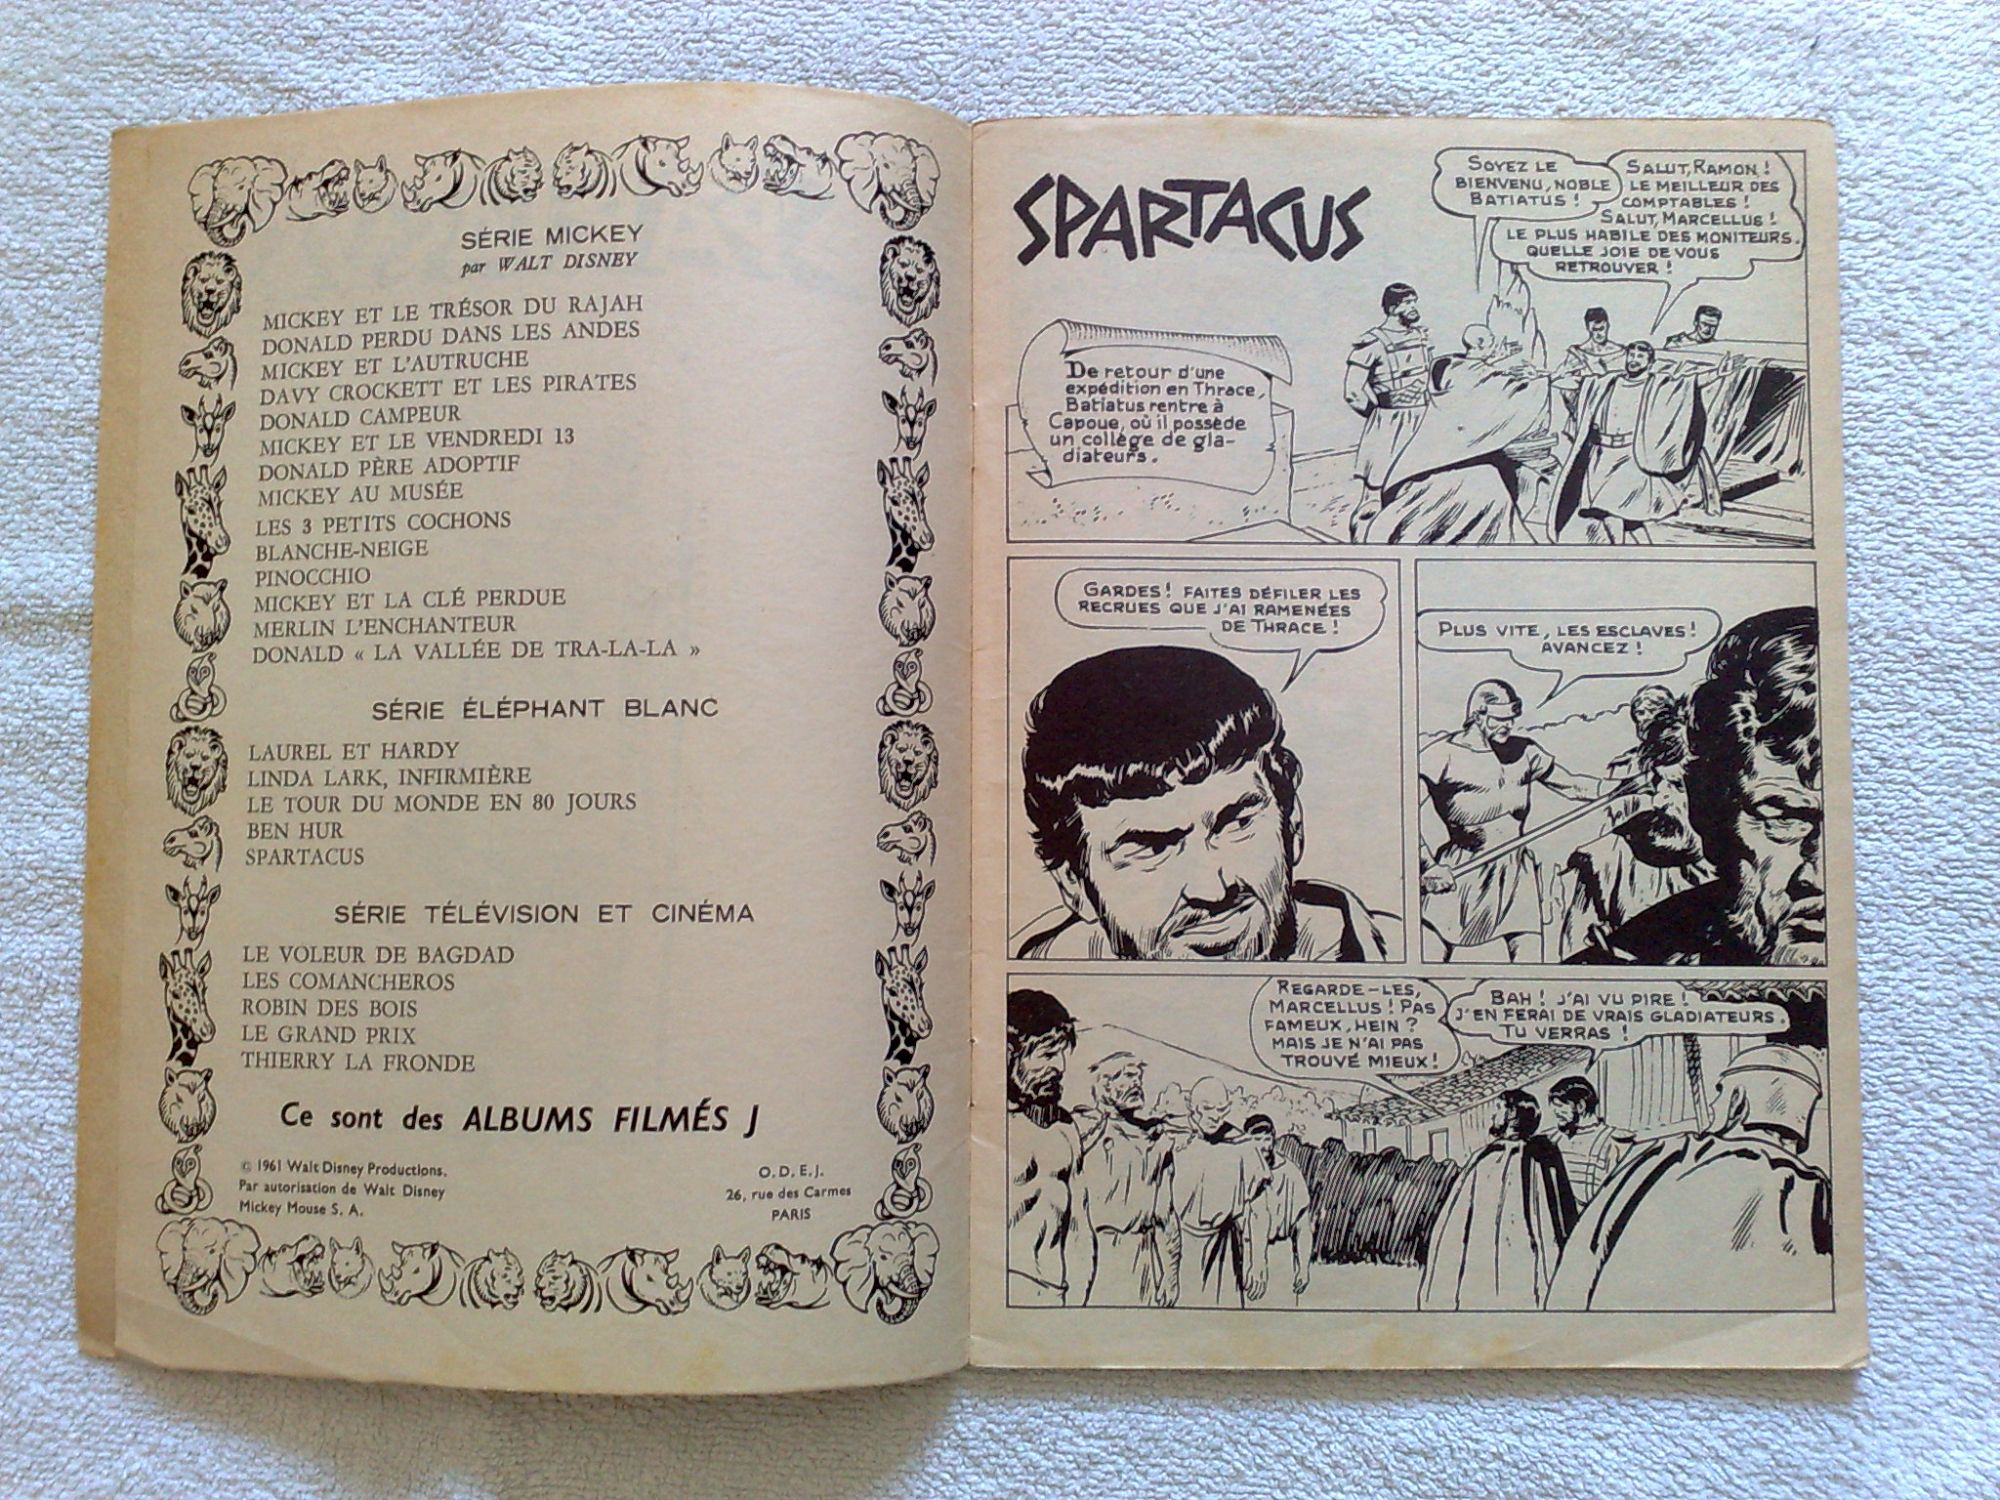 SÉRIE MICKEY
par WALT DISNEY
MICKEY ET LE TRÉSOR DU RAJAH
DONALD PERDU DANS LES ANDES
MICKEY ET L'AUTRUCHE
DAVY CROCKETT ET LES PIRATES
DONALD CAMPEUR
MICKEY ET LE VENDREDI 13
DONALD PÈRE ADOPTIF
MICKEY AU MUSÉE
LES 3 PETITS COCHONS
BLANCHE-NEIGE
PINOCCHIO
MICKEY ET LA CLÉ PERDUE
MERLIN L'ENCHANTEUR
DONALD « LA VALLÉE DE TRA-LA-LA »
SÉRIE ÉLÉPHANT BLANC
LAUREL ET HARDY
LINDA LARK, INFIRMIÈRE
LE TOUR DU MONDE EN 80 JOURS
BEN HUR
SPARTACUS
SÉRIE TÉLÉVISION ET CINÉMA
LE VOLEUR DE BAGDAD
LES COMANCHEROS
ROBIN DES BOIS
LE GRAND PRIX
THIERRY LA FRONDE
Ce sont des ALBUMS FILMÉS J
© 1961 Walt Disney Productions.
Par autorisation de Walt Disney
Mickey Mouse S. A.
O. D. E. J.
26, rue des Carmes
PARIS
SPARTACUS
SOYEZ LE
BIENVENU, NOBLE
BATIATUS !
SALUT, RAMON !
LE MEILLEUR DES
COMPTABLES !
SALUT, MARCELLUS !
LE PLUS HABILE DES MONITEURS.
QUELLE JOIE DE VOUS
RETROUVER !
De retour d'une
expédition en Thrace,
Batiatus rentre à
Capoue, où il possède
un collège de gla-
diateurs.
GARDES ! FAITES DÉFILER LES
RECRUES QUE J'AI RAMENÉES
DE THRACE !
PLUS VITE, LES ESCLAVES !
AVANCEZ !
REGARDE-LES,
MARCELLUS ! PAS
FAMEUX, HEIN ?
MAIS JE N'AI PAS
TROUVÉ MIEUX !
BAH ! J'AI VU PIRE !
J'EN FERAI DE VRAIS GLADIATEURS.
TU VERRAS !